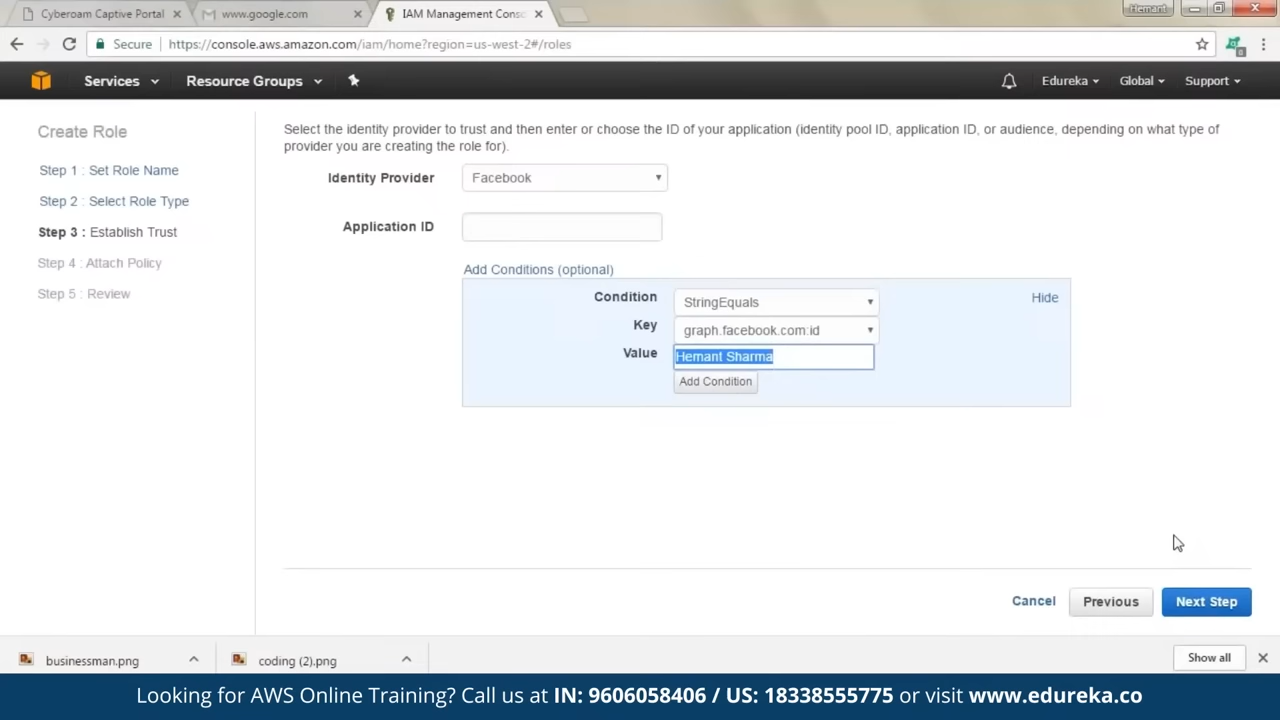 Cyberoam Captive Portal
www.google.com
IAM Management Conso
Hemant
Secure https://console.aws.amazon.com/iam/home?region=us-west-2#/roles
Services Resource Groups Edureka Global Support
Create Role
Step 1 : Set Role Name
Step 2 : Select Role Type
Step 3 : Establish Trust
Step 4 : Attach Policy
Step 5 : Review
Select the identity provider to trust and then enter or choose the ID of your application (identity pool ID, application ID, or audience, depending on what type of
provider you are creating the role for).
Identity Provider Facebook
Application ID
Add Conditions (optional)
Condition StringEquals Hide
Key graph.facebook.com:id
Value Hemant Sharma
Add Condition
Cancel Previous Next Step
businessman.png coding (2).png Show all
Looking for AWS Online Training? Call us at IN: 9606058406 / US: 18338555775 or visit www.edureka.co